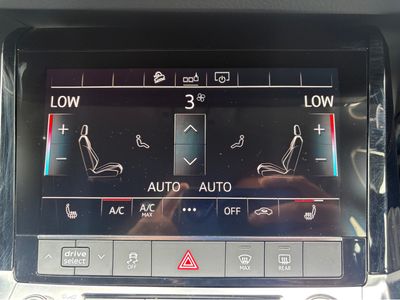 LOW 3 LOW
+ +
− −
AUTO AUTO
A/C A/C MAX ••• OFF
drive select OFF MAX REAR